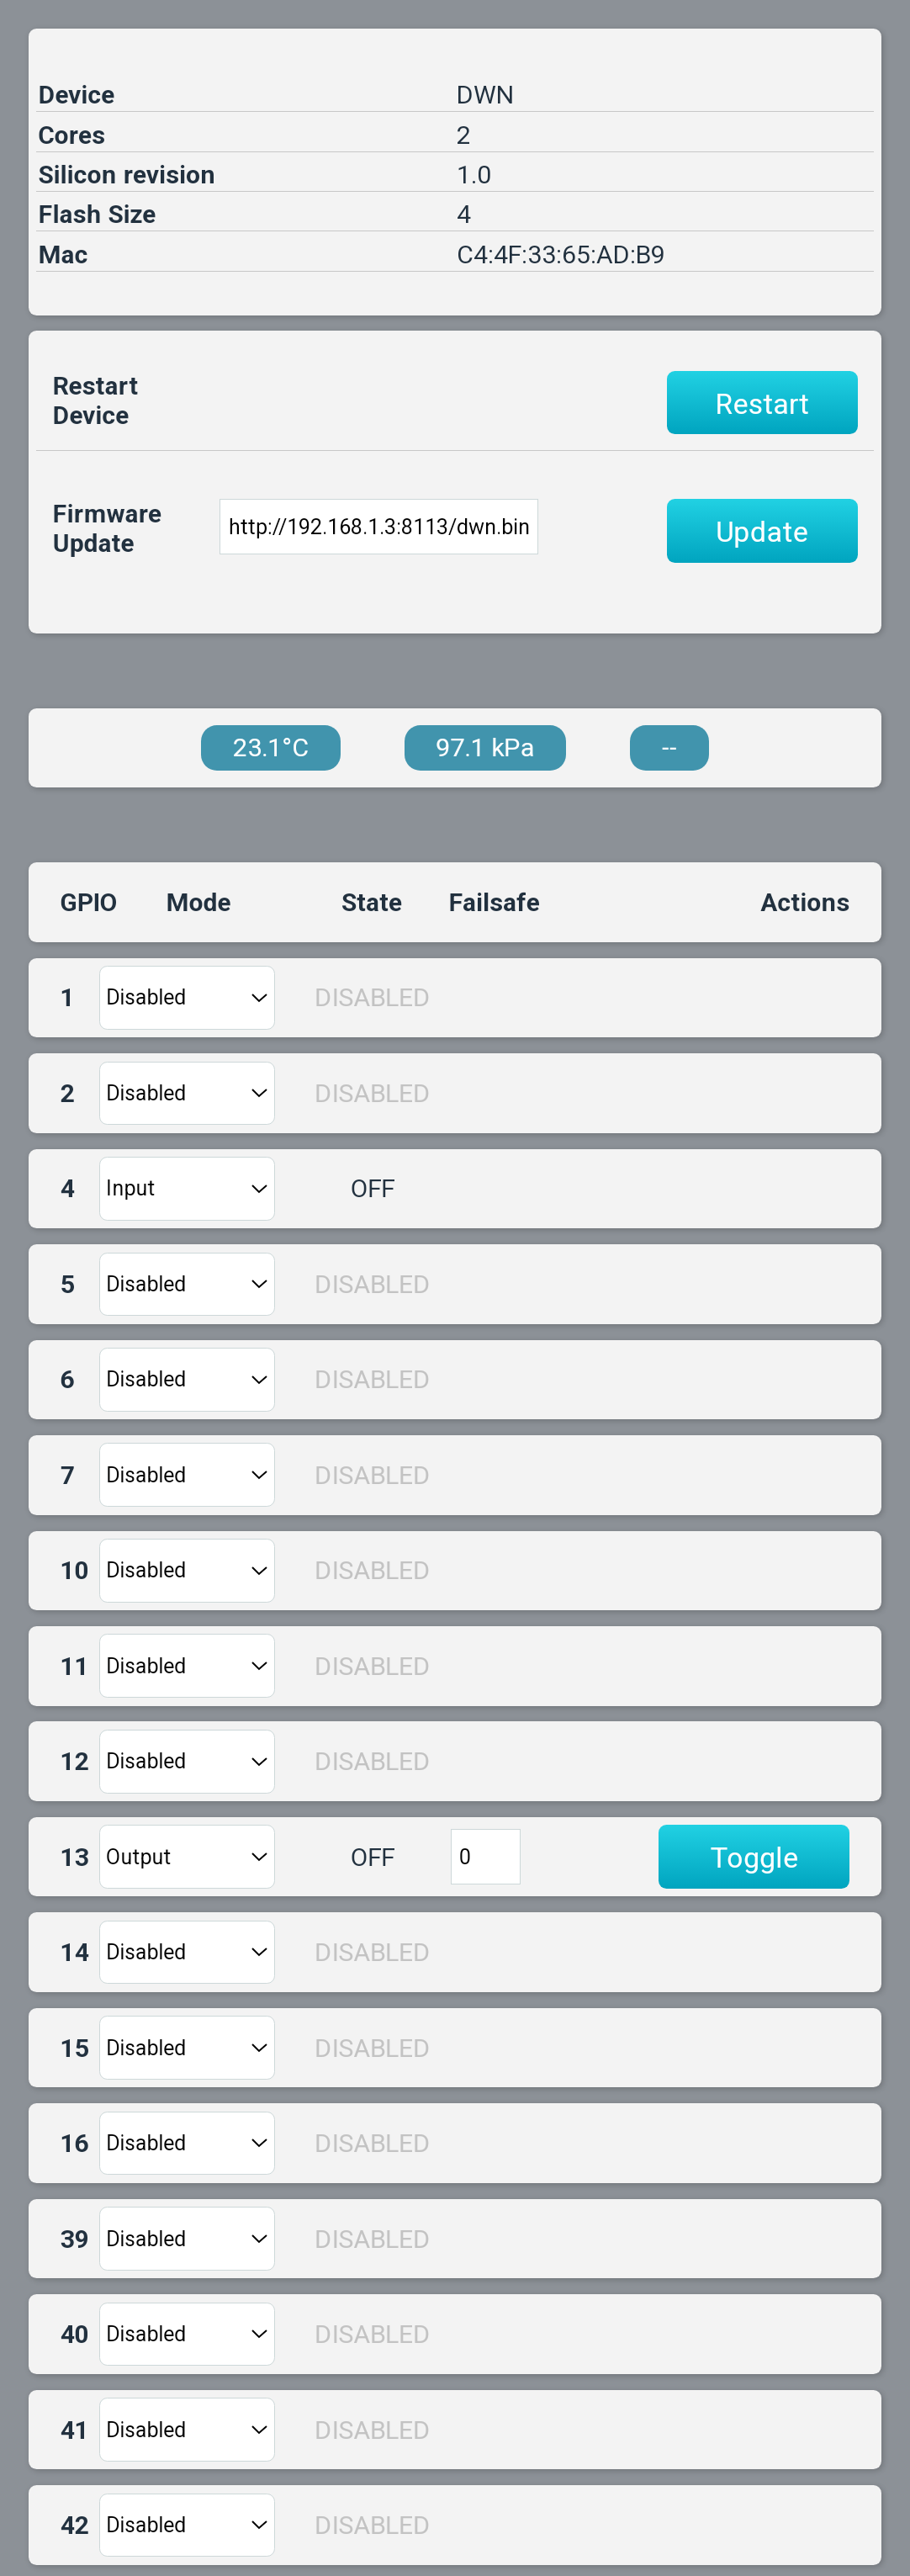 Device DWN
Cores 2
Silicon revision 1.0
Flash Size 4
Mac C4:4F:33:65:AD:B9
Restart
Device
Restart
Firmware
Update
http://192.168.1.3:8113/dwn.bin
Update
23.1°C 97.1 kPa --
GPIO Mode State Failsafe Actions
1 Disabled DISABLED
2 Disabled DISABLED
4 Input OFF
5 Disabled DISABLED
6 Disabled DISABLED
7 Disabled DISABLED
10 Disabled DISABLED
11 Disabled DISABLED
12 Disabled DISABLED
13 Output OFF 0 Toggle
14 Disabled DISABLED
15 Disabled DISABLED
16 Disabled DISABLED
39 Disabled DISABLED
40 Disabled DISABLED
41 Disabled DISABLED
42 Disabled DISABLED